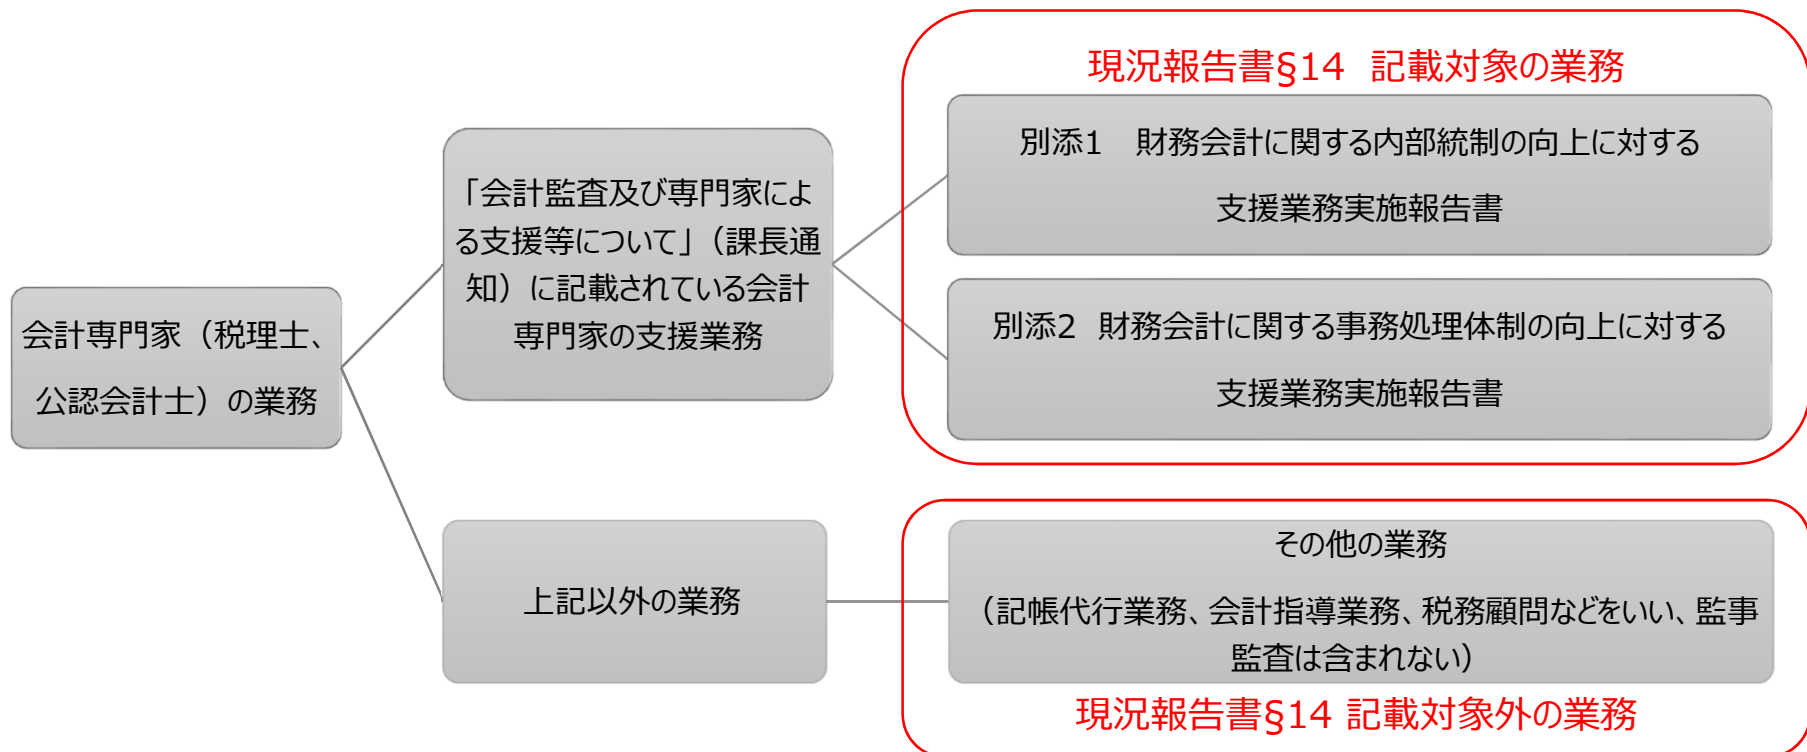 現況報告書§14 記載対象の業務
別添1　財務会計に関する内部統制の向上に対する
支援業務実施報告書
「会計監査及び専門家によ
る支援等について」（課長通
知）に記載されている会計
専門家の支援業務
別添2 財務会計に関する事務処理体制の向上に対する
支援業務実施報告書
会計専門家（税理士、
公認会計士）の業務
上記以外の業務
その他の業務
（記帳代行業務、会計指導業務、税務顧問などをいい、監事
監査は含まれない）
現況報告書§14 記載対象外の業務